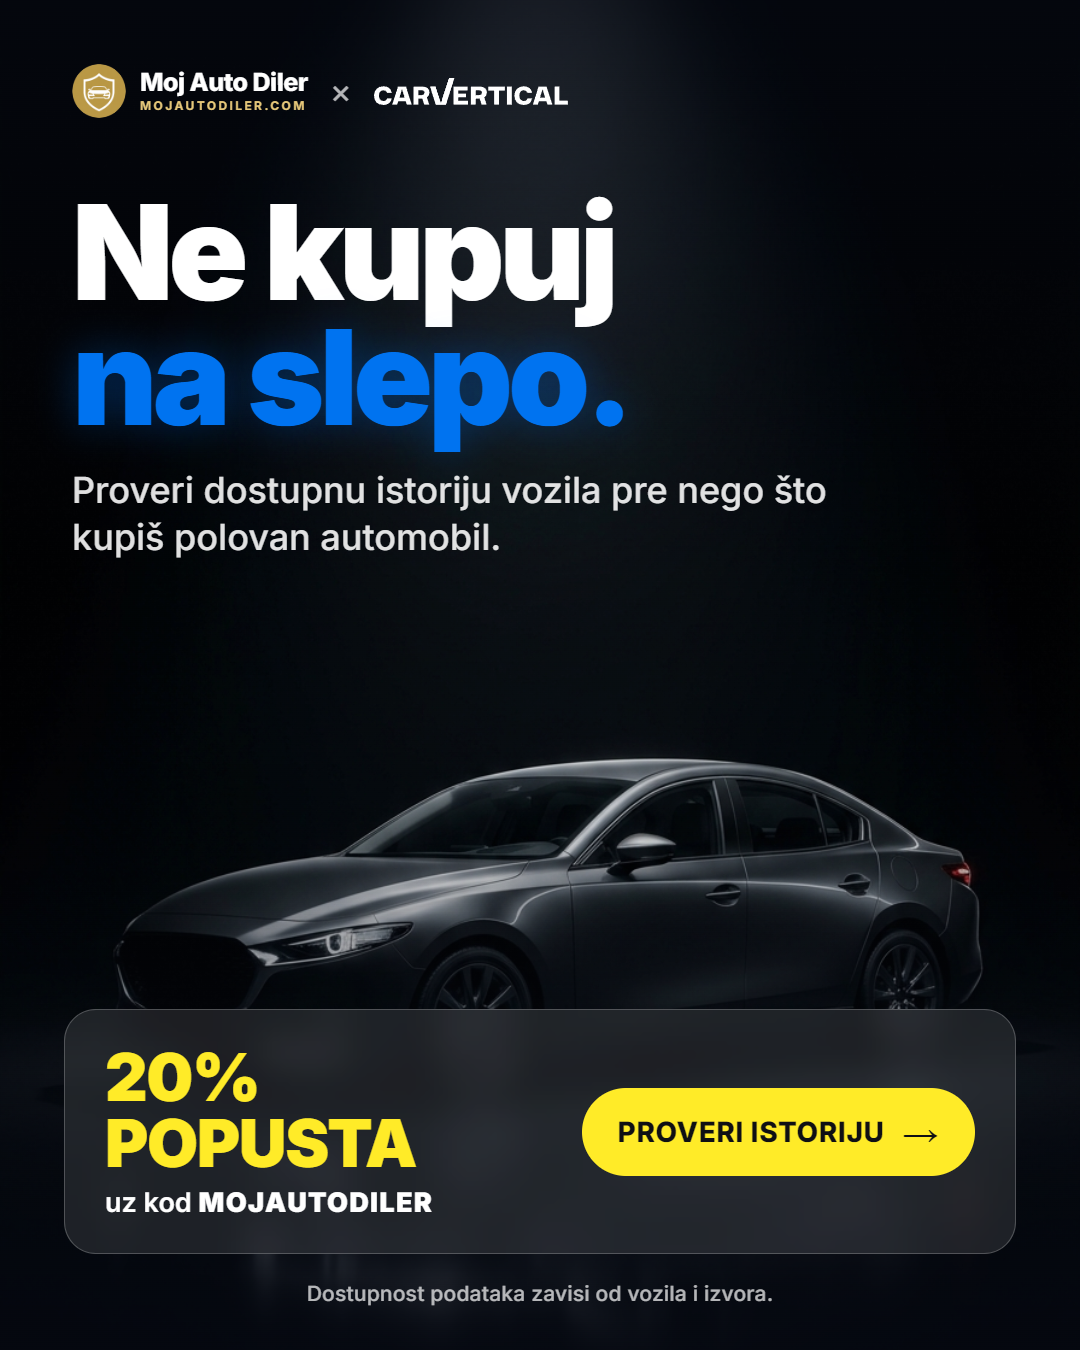 Moj Auto Diler
MOJAUTODILER.COM
×
CARVERTICAL
Ne kupuj
na slepo.
Proveri dostupnu istoriju vozila pre nego što
kupiš polovan automobil.
20%
POPUSTA
uz kod MOJAUTODILER
PROVERI ISTORIJU →
Dostupnost podataka zavisi od vozila i izvora.